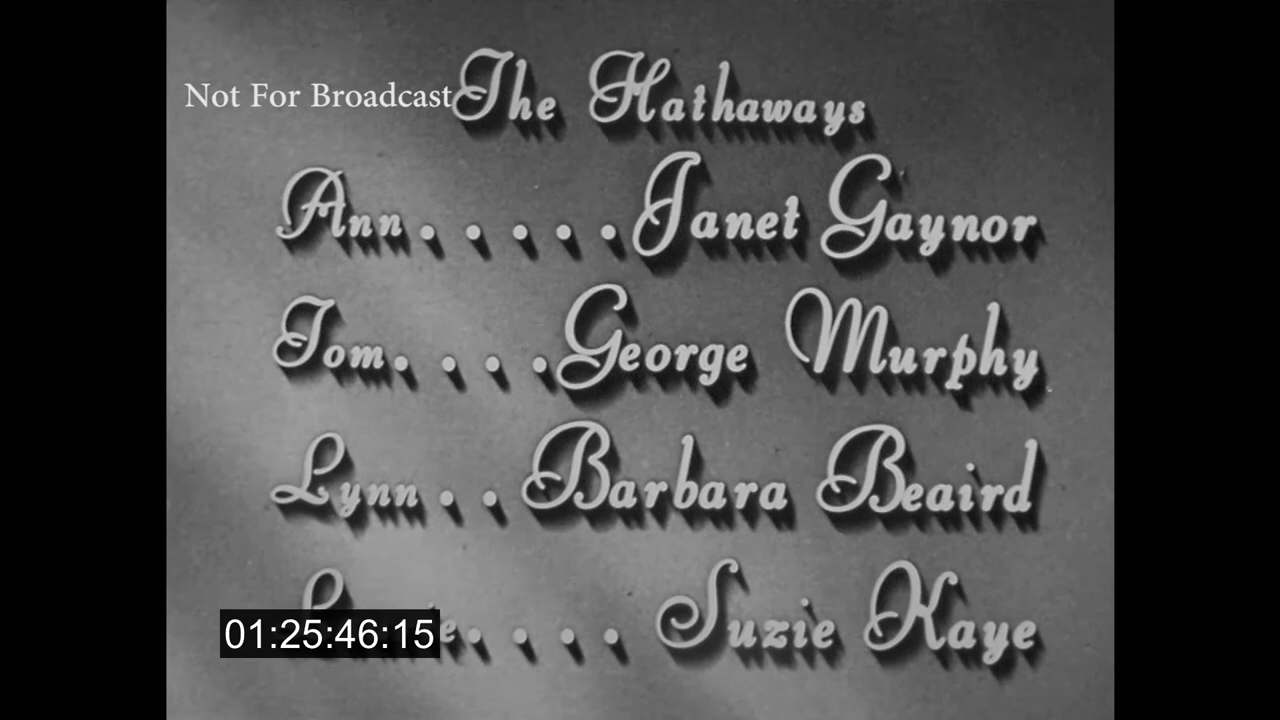 Not For Broadcast
The Hathaways
Ann . . . . . Janet Gaynor
Tom. . . . George Murphy
Lynn . . Barbara Beaird
. . . . Suzie Kaye
01:25:46:15